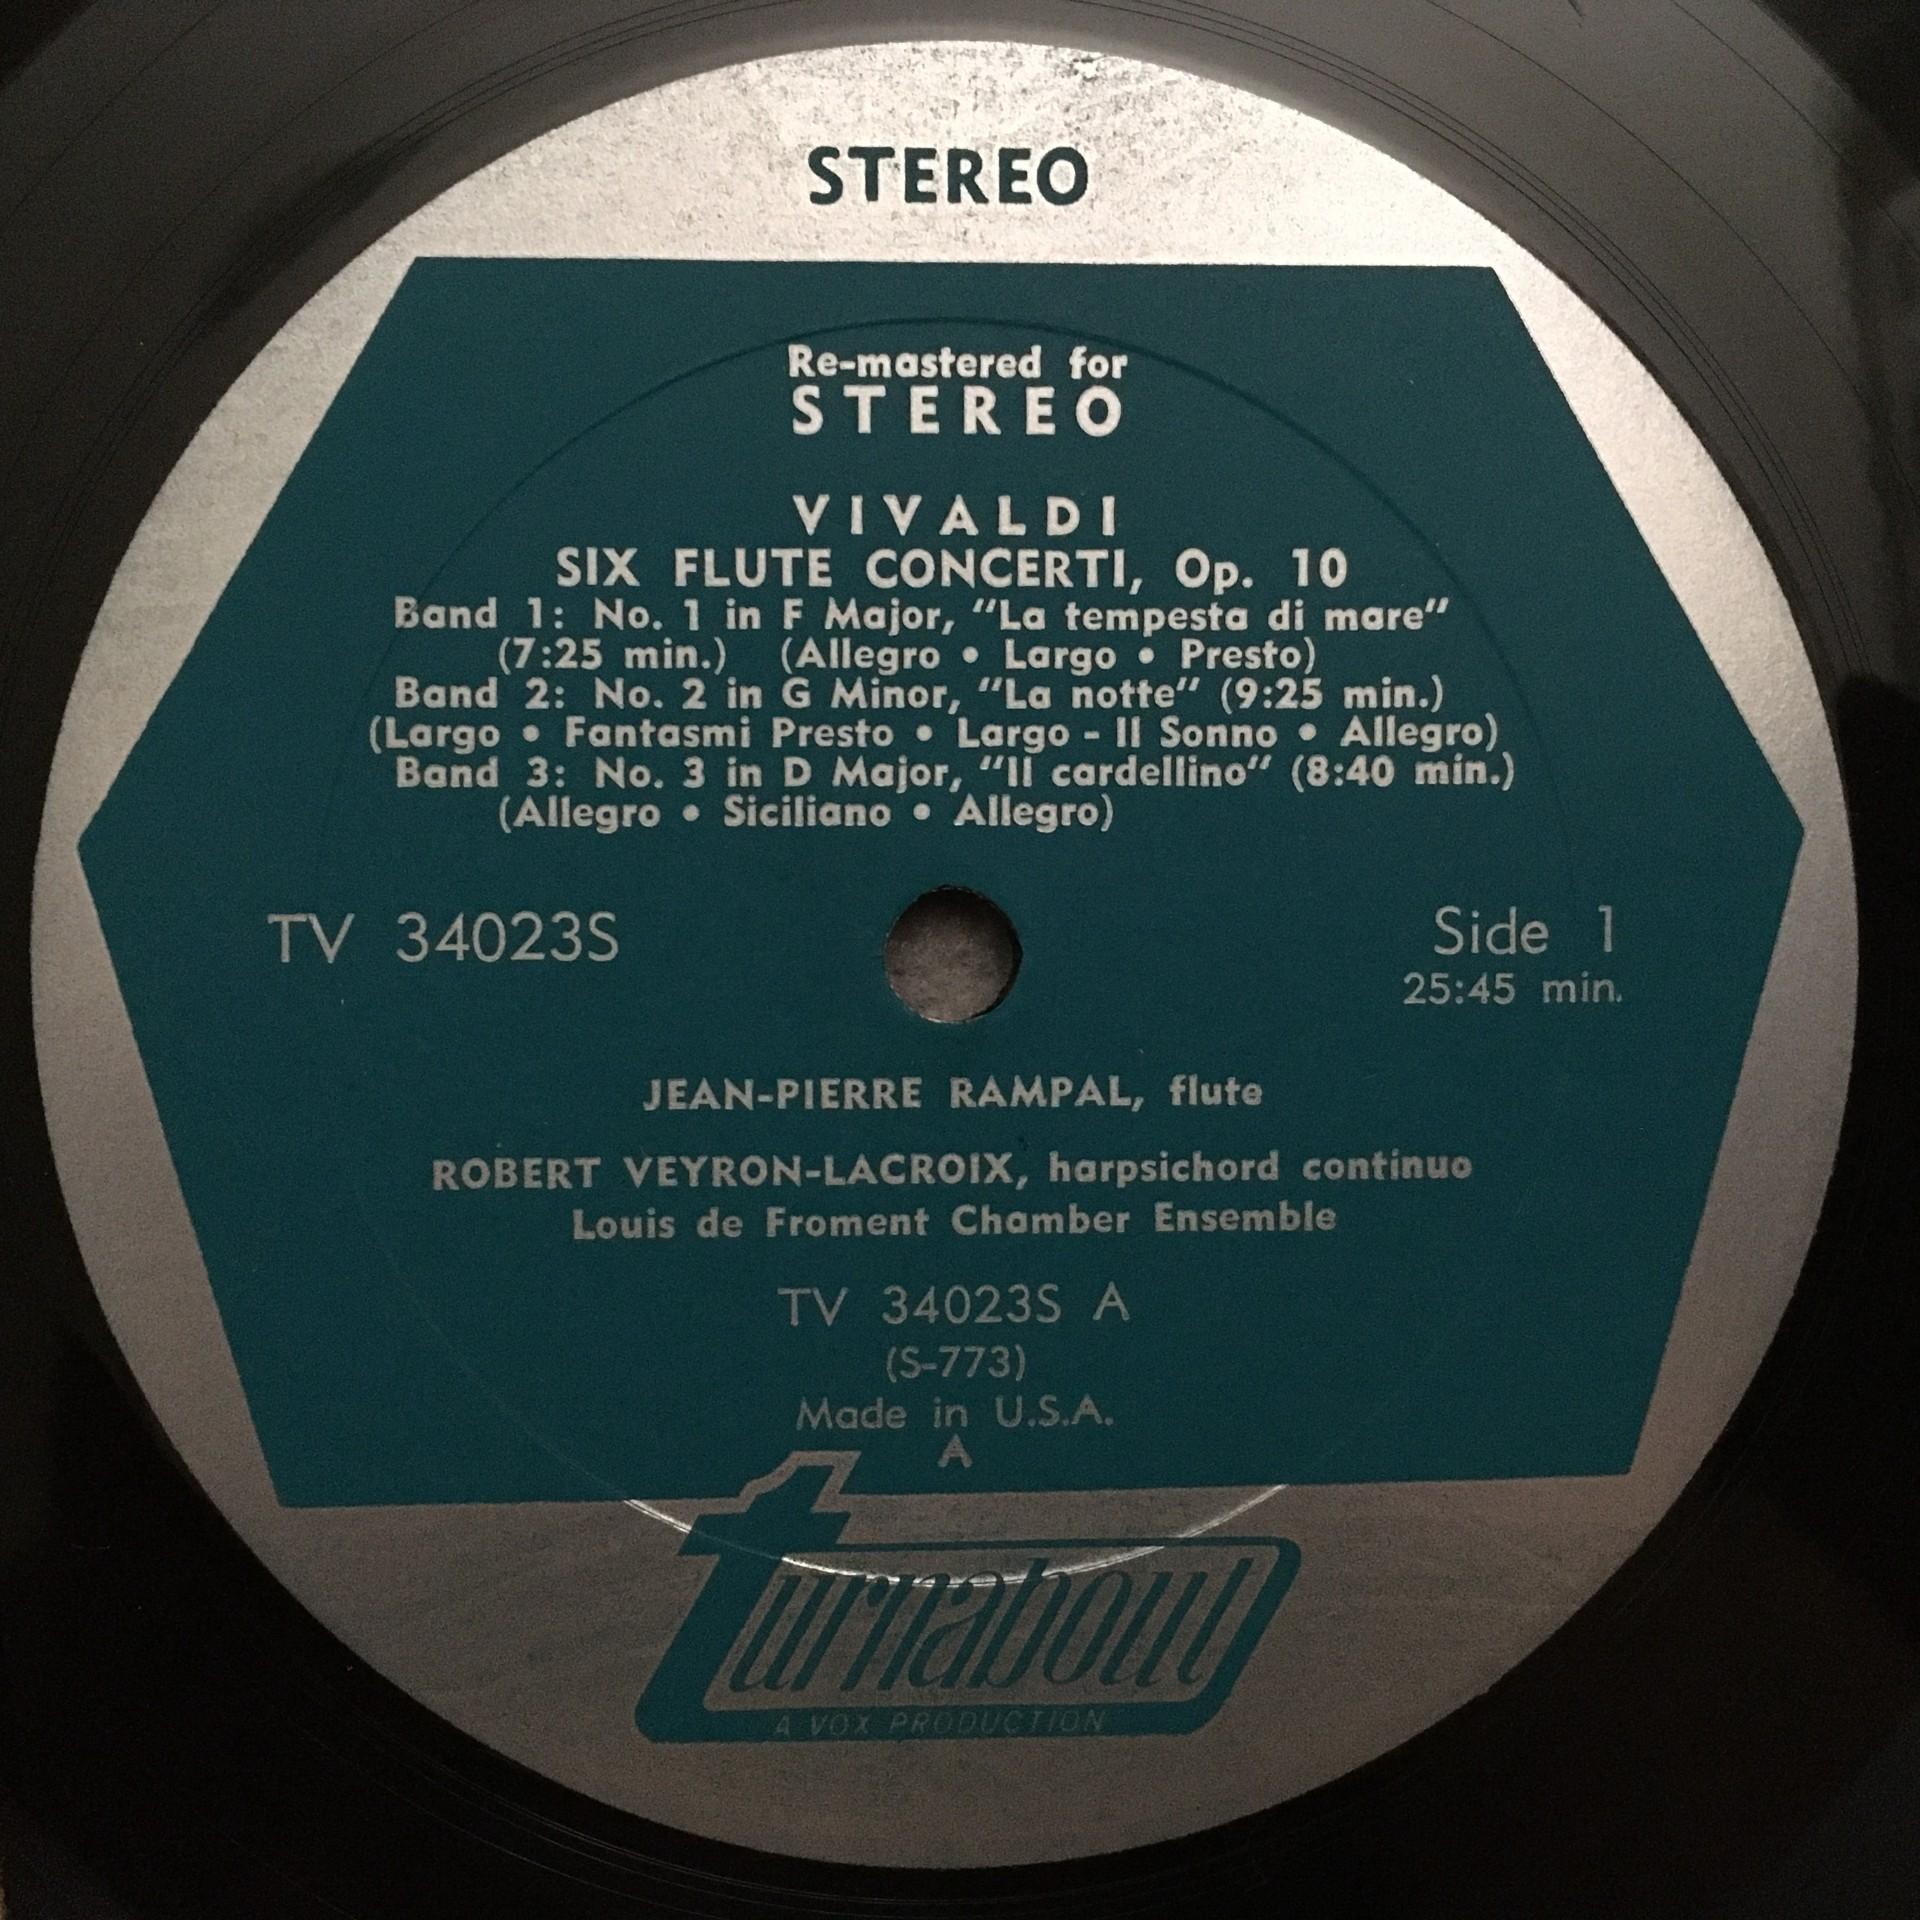 STEREO
Re-mastered for
STEREO
VIVALDI
SIX FLUTE CONCERTI, Op. 10
Band 1: No. 1 in F Major, "La tempesta di mare"
(7:25 min.) (Allegro • Largo • Presto)
Band 2: No. 2 in G Minor, "La notte" (9:25 min.)
(Largo • Fantasmi Presto • Largo - Il Sonno • Allegro)
Band 3: No. 3 in D Major, "Il cardellino" (8:40 min.)
(Allegro • Siciliano • Allegro)
TV 34023S
Side 1
25:45 min.
JEAN-PIERRE RAMPAL, flute
ROBERT VEYRON-LACROIX, harpsichord continuo
Louis de Froment Chamber Ensemble
TV 34023S A
(S-773)
Made in U.S.A.
A
turnabout
A VOX PRODUCTION